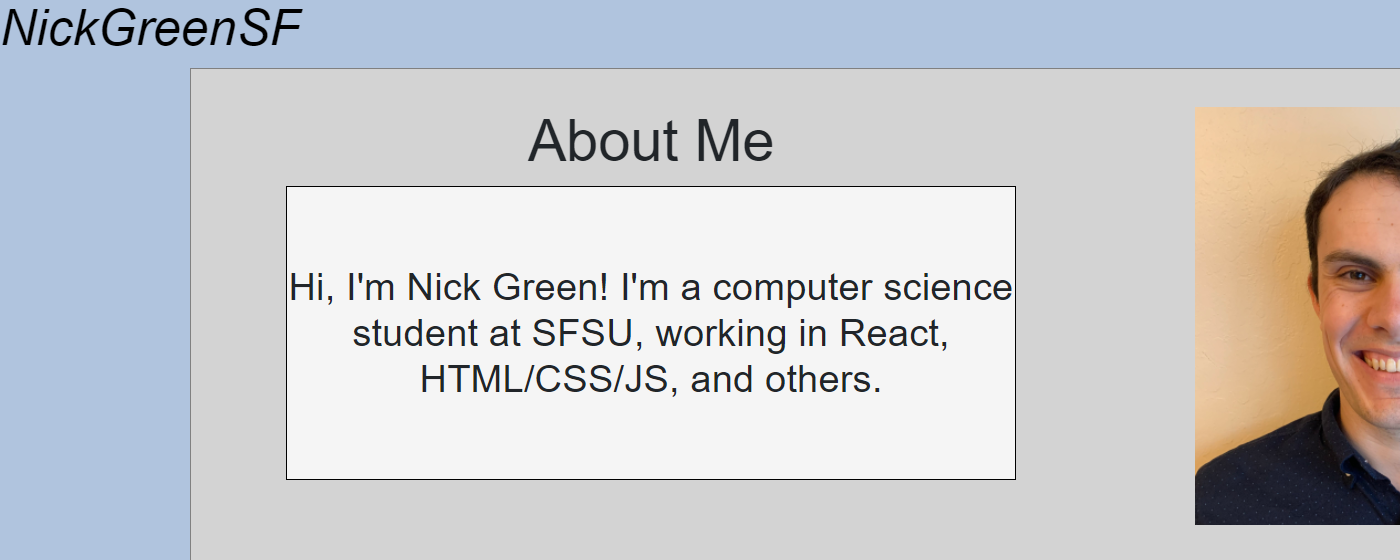 NickGreenSF
About Me
Hi, I'm Nick Green! I'm a computer science
student at SFSU, working in React,
HTML/CSS/JS, and others.